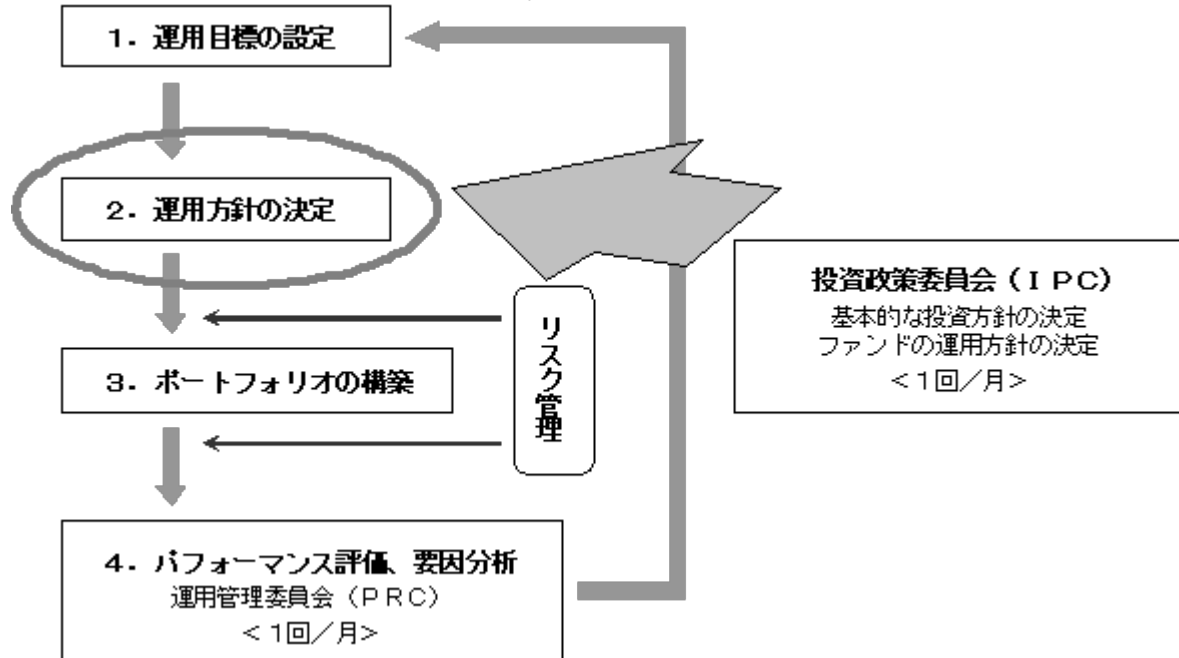 1．運用目標の設定
2．運用方針の決定
投資政策委員会（ＩＰＣ）
基本的な投資方針の決定
ファンドの運用方針の決定
＜１回／月＞
リスク管理
3．ポートフォリオの構築
4．パフォーマンス評価、要因分析
運用管理委員会（ＰＲＣ）
＜１回／月＞